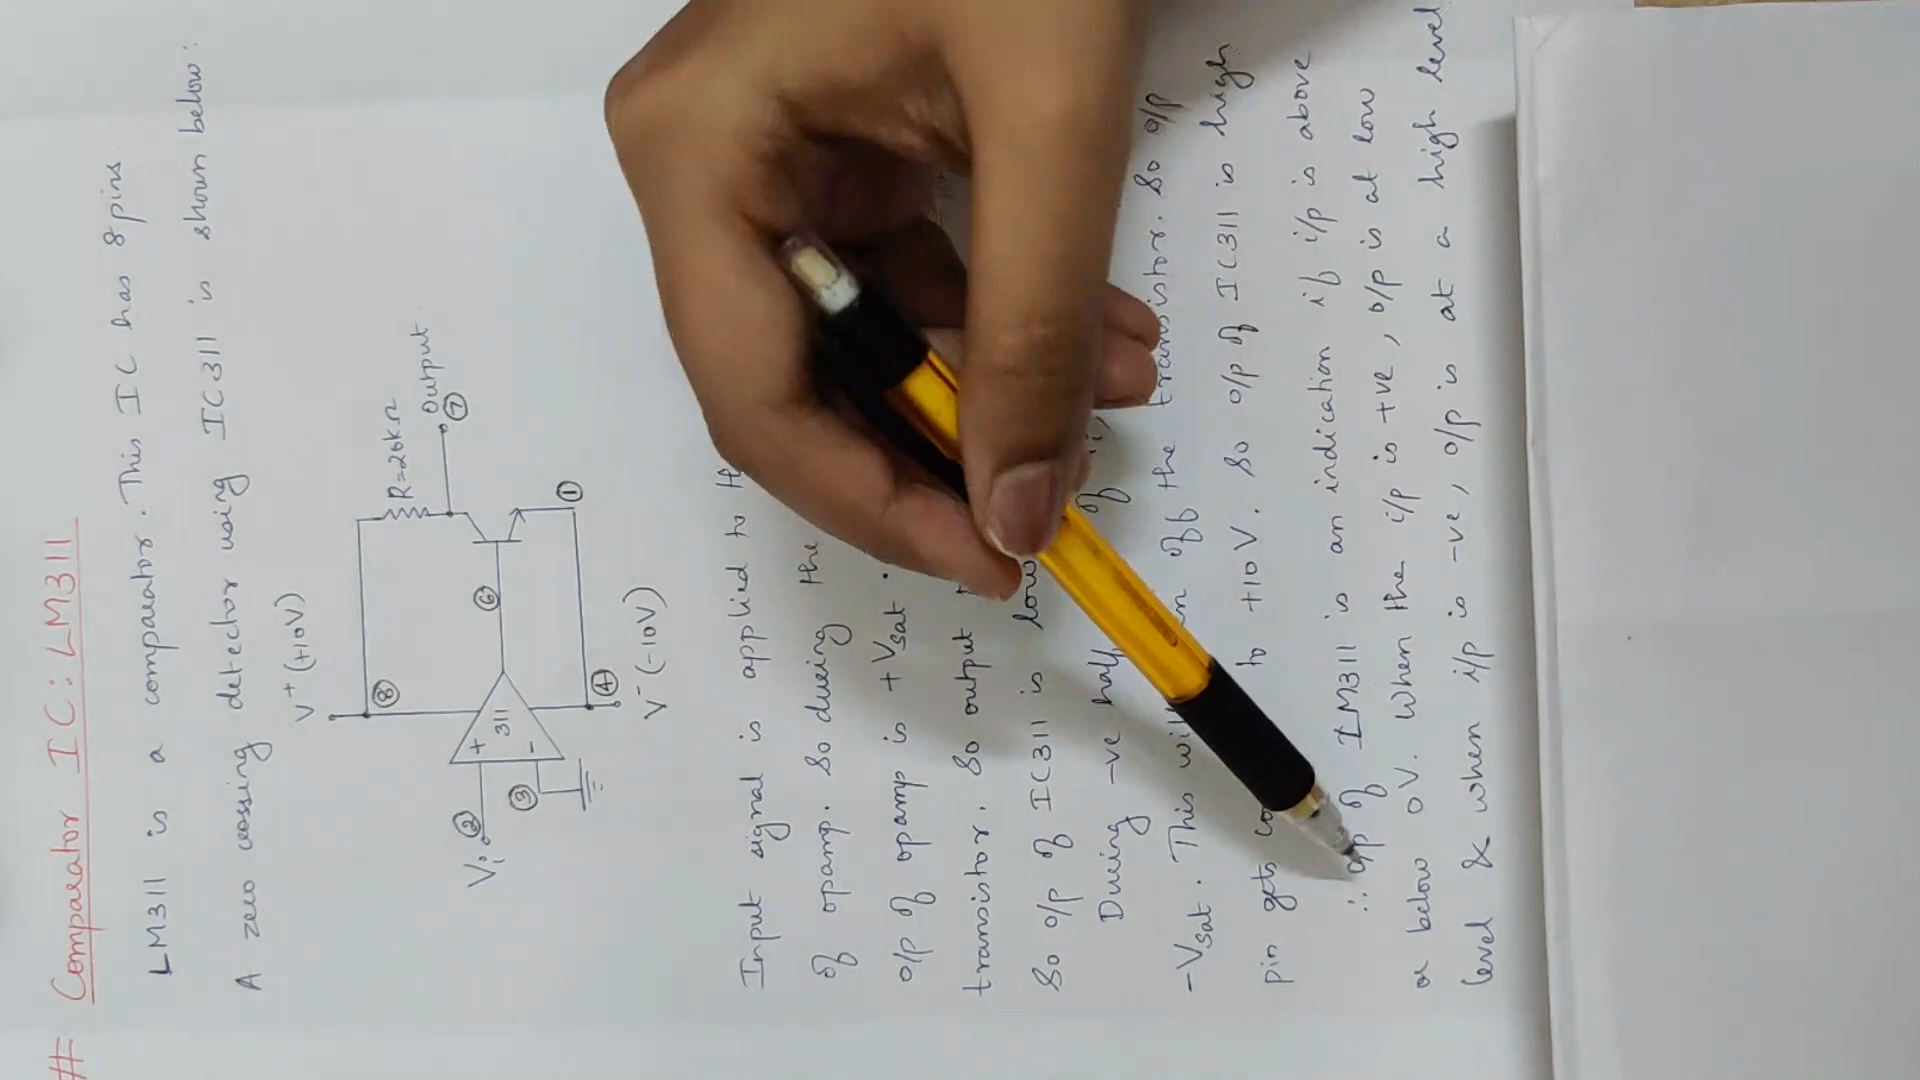 # Comparator IC : LM311
LM311 is a comparator. This IC has 8 pins
A zero crossing detector using IC311 is shown below:
V+ (+10V)
8
R=20kΩ
Output
7
6
1
311
+
-
Vi
2
3
4
V- (-10V)
Input signal is applied to
of opamp. So during the
o/p of opamp is +Vsat.
transistor. So output
So o/p of IC311 is low
During -ve half of
-Vsat. This off the transistor. So o/p
pin gets to +10V. So o/p of IC311 is high
∴ o/p of LM311 is an indication if i/p is above
or below 0V. When the i/p is +ve, o/p is at low
level & when i/p is -ve, o/p is at a high level